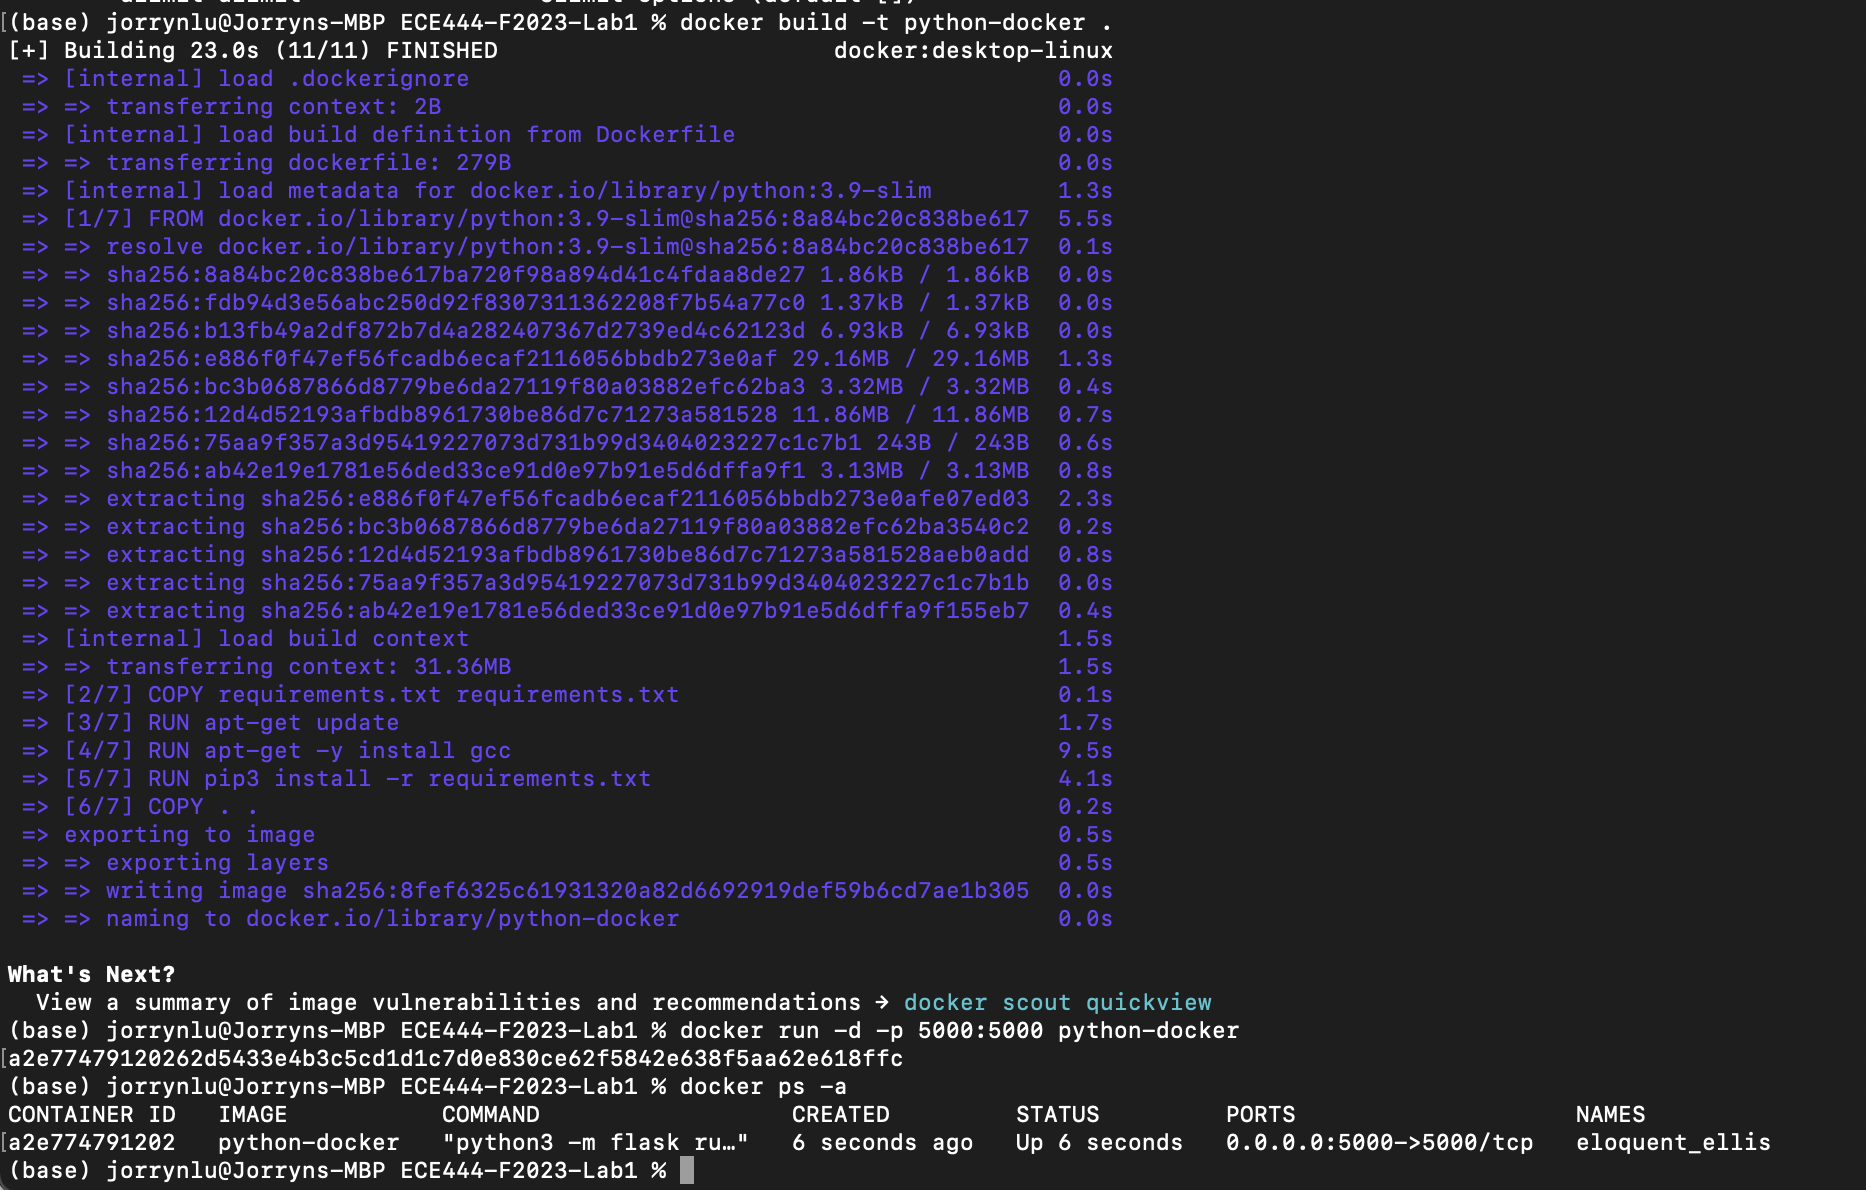 (base) jorrynlu@Jorryns-MBP ECE444-F2023-Lab1 % docker build -t python-docker .
[+] Building 23.0s (11/11) FINISHED docker:desktop-linux
=> [internal] load .dockerignore 0.0s
=> => transferring context: 2B 0.0s
=> [internal] load build definition from Dockerfile 0.0s
=> => transferring dockerfile: 279B 0.0s
=> [internal] load metadata for docker.io/library/python:3.9-slim 1.3s
=> [1/7] FROM docker.io/library/python:3.9-slim@sha256:8a84bc20c838be617 5.5s
=> => resolve docker.io/library/python:3.9-slim@sha256:8a84bc20c838be617 0.1s
=> => sha256:8a84bc20c838be617ba720f98a894d41c4fdaa8de27 1.86kB / 1.86kB 0.0s
=> => sha256:fdb94d3e56abc250d92f8307311362208f7b54a77c0 1.37kB / 1.37kB 0.0s
=> => sha256:b13fb49a2df872b7d4a282407367d2739ed4c62123d 6.93kB / 6.93kB 0.0s
=> => sha256:e886f0f47ef56fcadb6ecaf2116056bbdb273e0af 29.16MB / 29.16MB 1.3s
=> => sha256:bc3b0687866d8779be6da27119f80a03882efc62ba3 3.32MB / 3.32MB 0.4s
=> => sha256:12d4d52193afbdb8961730be86d7c71273a581528 11.86MB / 11.86MB 0.7s
=> => sha256:75aa9f357a3d95419227073d731b99d3404023227c1c7b1 243B / 243B 0.6s
=> => sha256:ab42e19e1781e56ded33ce91d0e97b91e5d6dffa9f1 3.13MB / 3.13MB 0.8s
=> => extracting sha256:e886f0f47ef56fcadb6ecaf2116056bbdb273e0afe07ed03 2.3s
=> => extracting sha256:bc3b0687866d8779be6da27119f80a03882efc62ba3540c2 0.2s
=> => extracting sha256:12d4d52193afbdb8961730be86d7c71273a581528aeb0add 0.8s
=> => extracting sha256:75aa9f357a3d95419227073d731b99d3404023227c1c7b1b 0.0s
=> => extracting sha256:ab42e19e1781e56ded33ce91d0e97b91e5d6dffa9f155eb7 0.4s
=> [internal] load build context 1.5s
=> => transferring context: 31.36MB 1.5s
=> [2/7] COPY requirements.txt requirements.txt 0.1s
=> [3/7] RUN apt-get update 1.7s
=> [4/7] RUN apt-get -y install gcc 9.5s
=> [5/7] RUN pip3 install -r requirements.txt 4.1s
=> [6/7] COPY . . 0.2s
=> exporting to image 0.5s
=> => exporting layers 0.5s
=> => writing image sha256:8fef6325c61931320a82d6692919def59b6cd7ae1b305 0.0s
=> => naming to docker.io/library/python-docker 0.0s
What's Next?
View a summary of image vulnerabilities and recommendations → docker scout quickview
(base) jorrynlu@Jorryns-MBP ECE444-F2023-Lab1 % docker run -d -p 5000:5000 python-docker
a2e77479120262d5433e4b3c5cd1d1c7d0e830ce62f5842e638f5aa62e618ffc
(base) jorrynlu@Jorryns-MBP ECE444-F2023-Lab1 % docker ps -a
CONTAINER ID IMAGE COMMAND CREATED STATUS PORTS NAMES
a2e774791202 python-docker "python3 -m flask ru…" 6 seconds ago Up 6 seconds 0.0.0.0:5000->5000/tcp eloquent_ellis
(base) jorrynlu@Jorryns-MBP ECE444-F2023-Lab1 %